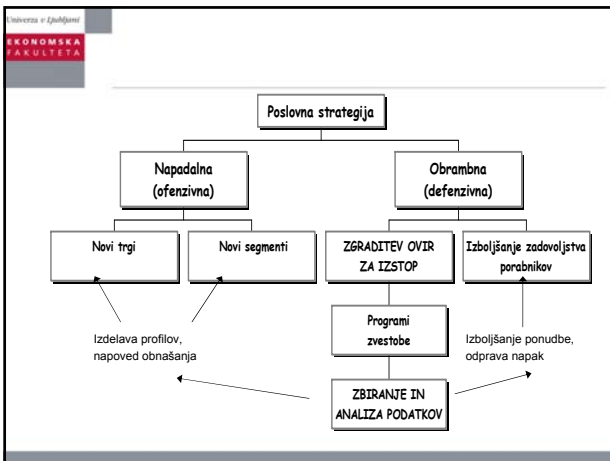 Univerza v Ljubljani
EKONOMSKA
FAKULTETA
Poslovna strategija
Napadalna
(ofenzivna)
Obrambna
(defenzivna)
Novi trgi
Novi segmenti
ZGRADITEV OVIR
ZA IZSTOP
Izboljšanje zadovoljstva
porabnikov
Izdelava profilov,
napoved obnašanja
Programi
zvestobe
Izboljšanje ponudbe,
odprava napak
ZBIRANJE IN
ANALIZA PODATKOV